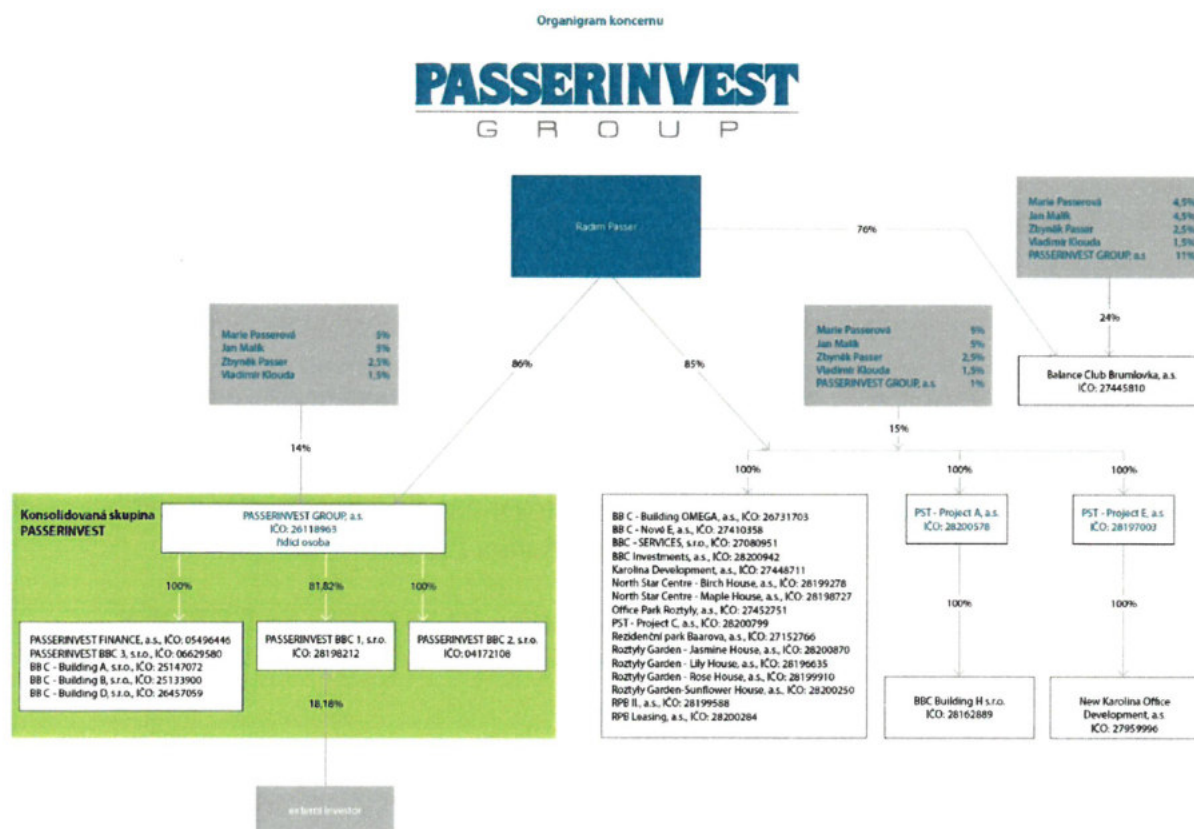 Organigram koncernu
PASSERINVEST
GROUP
Radim Passer
Marie Passerová 4,5%
Jan Malík 4,5%
Zbyněk Passer 2,5%
Vladimír Klouda 1,5%
PASSERINVEST GROUP, a.s 11%
76%
24%
Balance Club Brumlovka, a.s.
IČO: 27445810
Marie Passerová 5%
Jan Malík 5%
Zbyněk Passer 2,5%
Vladimír Klouda 1,5%
86%
85%
Marie Passerová 5%
Jan Malík 5%
Zbyněk Passer 2,5%
Vladimír Klouda 1,5%
PASSERINVEST GROUP, a.s. 1%
14%
15%
Konsolidovaná skupina
PASSERINVEST
PASSERINVEST GROUP, a.s.
IČO: 26118963
řídící osoba
100%
81,82%
100%
PASSERINVEST FINANCE, a.s., IČO: 05496446
PASSERINVEST BBC 3, s.r.o., IČO: 06629580
BB C - Building A, s.r.o., IČO: 25147072
BB C - Building B, s.r.o., IČO: 25133900
BB C - Building D, s.r.o., IČO: 26457059
PASSERINVEST BBC 1, s.r.o.
IČO: 28198212
PASSERINVEST BBC 2, s.r.o.
IČO: 04172108
18,18%
externí investor
100%
100%
100%
BB C - Building OMEGA, a.s., IČO: 26731703
BB C - Nové E, a.s., IČO: 27410358
BBC - SERVICES, s.r.o., IČO: 27080951
BBC Investments, a.s., IČO: 28200942
Karolina Development, a.s., IČO: 27448711
North Star Centre - Birch House, a.s., IČO: 28199278
North Star Centre - Maple House, a.s., IČO: 28198727
Office Park Roztyly, a.s., IČO: 27452751
PST - Project C, a.s., IČO: 28200799
Rezidenční park Baarova, a.s., IČO: 27152766
Roztyly Garden - Jasmine House, a.s., IČO: 28200870
Roztyly Garden - Lily House, a.s., IČO: 28196635
Roztyly Garden - Rose House, a.s., IČO: 28199910
Roztyly Garden-Sunflower House, a.s., IČO: 28200250
RPB II., a.s., IČO: 28199588
RPB Leasing, a.s., IČO: 28200284
PST - Project A, a.s.
IČO: 28200578
PST - Project E, a.s.
IČO: 28197003
100%
100%
BBC Building H s.r.o.
IČO: 28162889
New Karolina Office
Development, a.s
IČO: 27959996